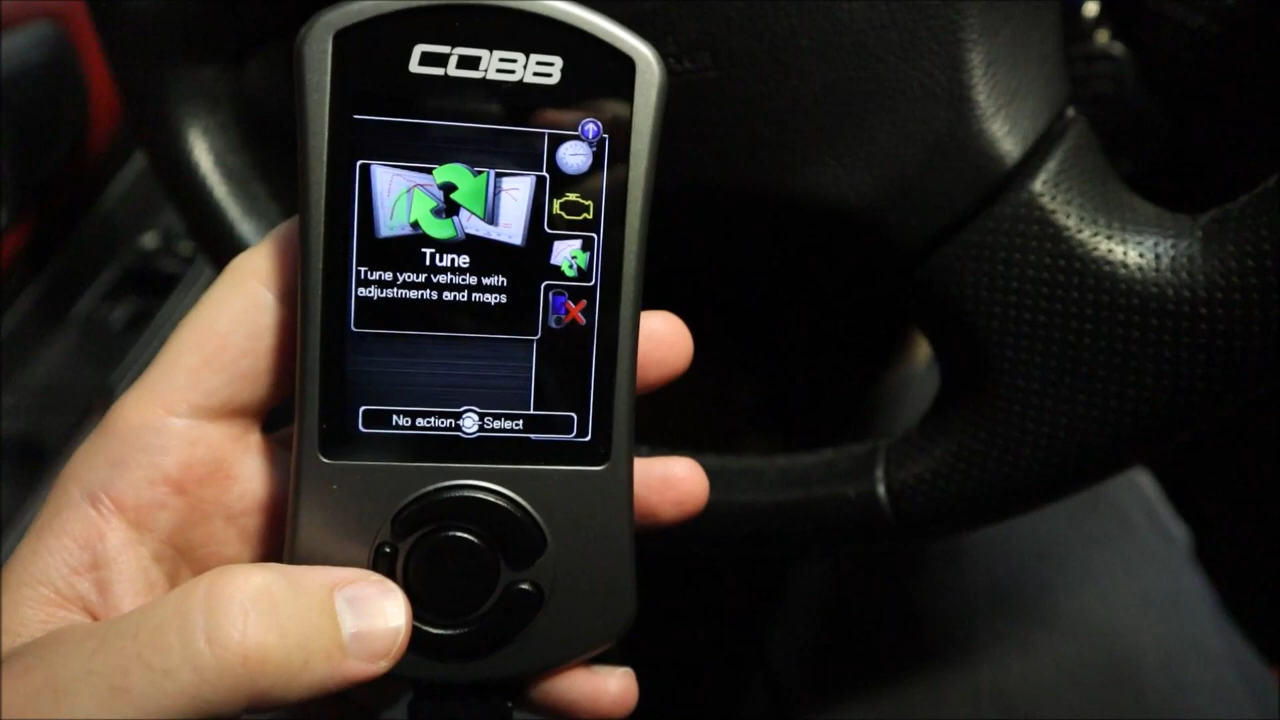 COBB
Tune
Tune your vehicle with
adjustments and maps
No action Select